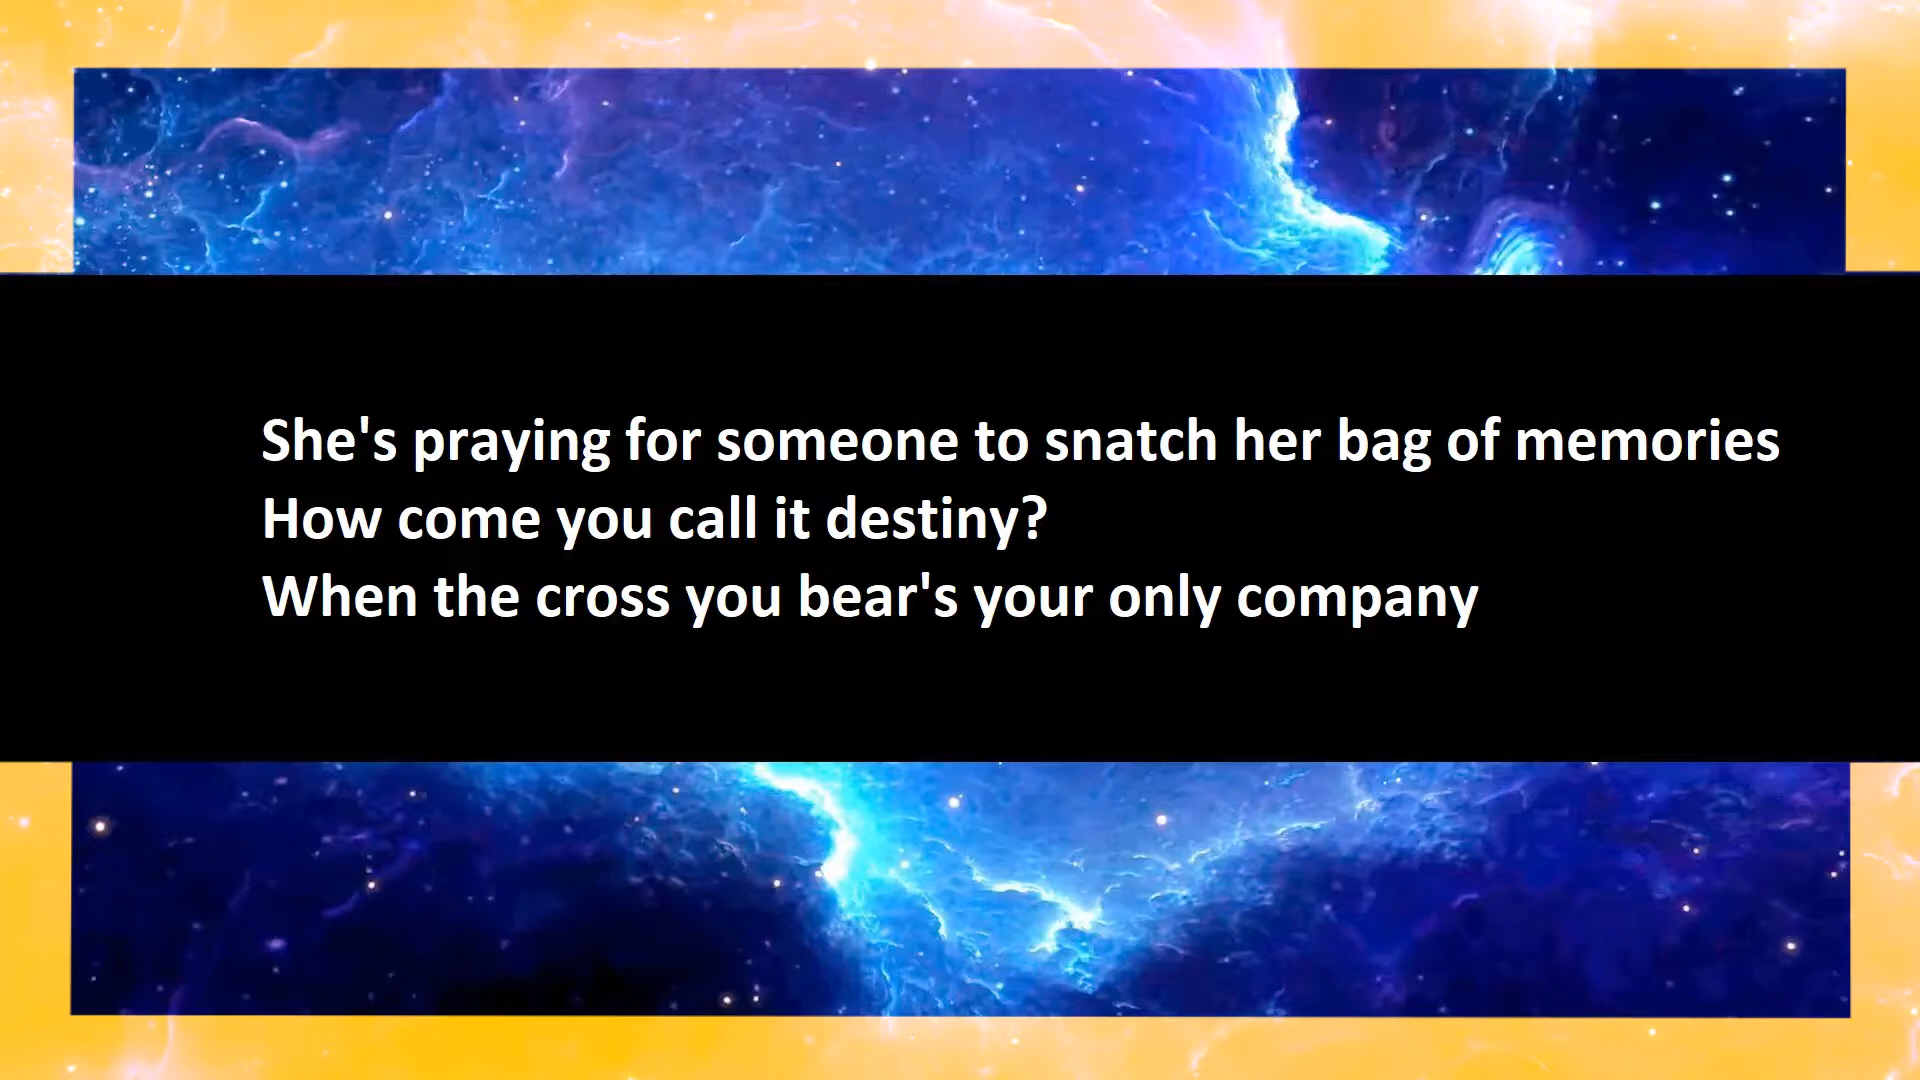 She's praying for someone to snatch her bag of memories
How come you call it destiny?
When the cross you bear's your only company